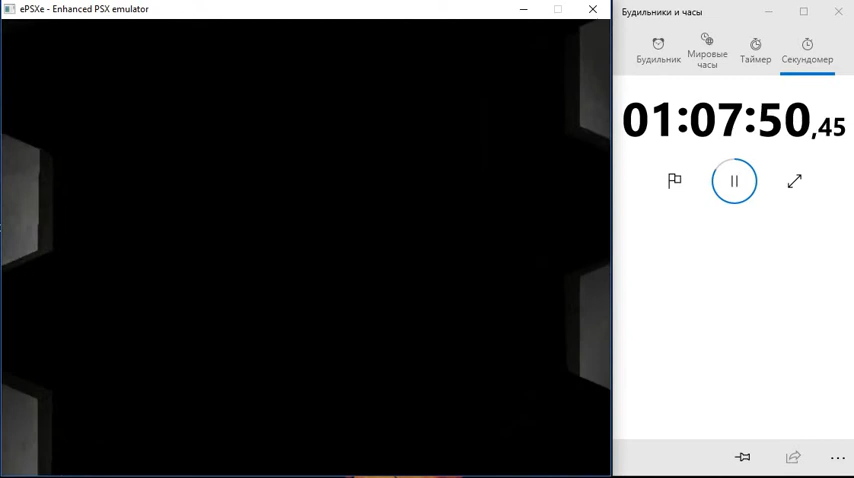 ePSXe - Enhanced PSX emulator
Будильники и часы
Будильник
Мировые
часы
Таймер
Секундомер
01:07:50,45